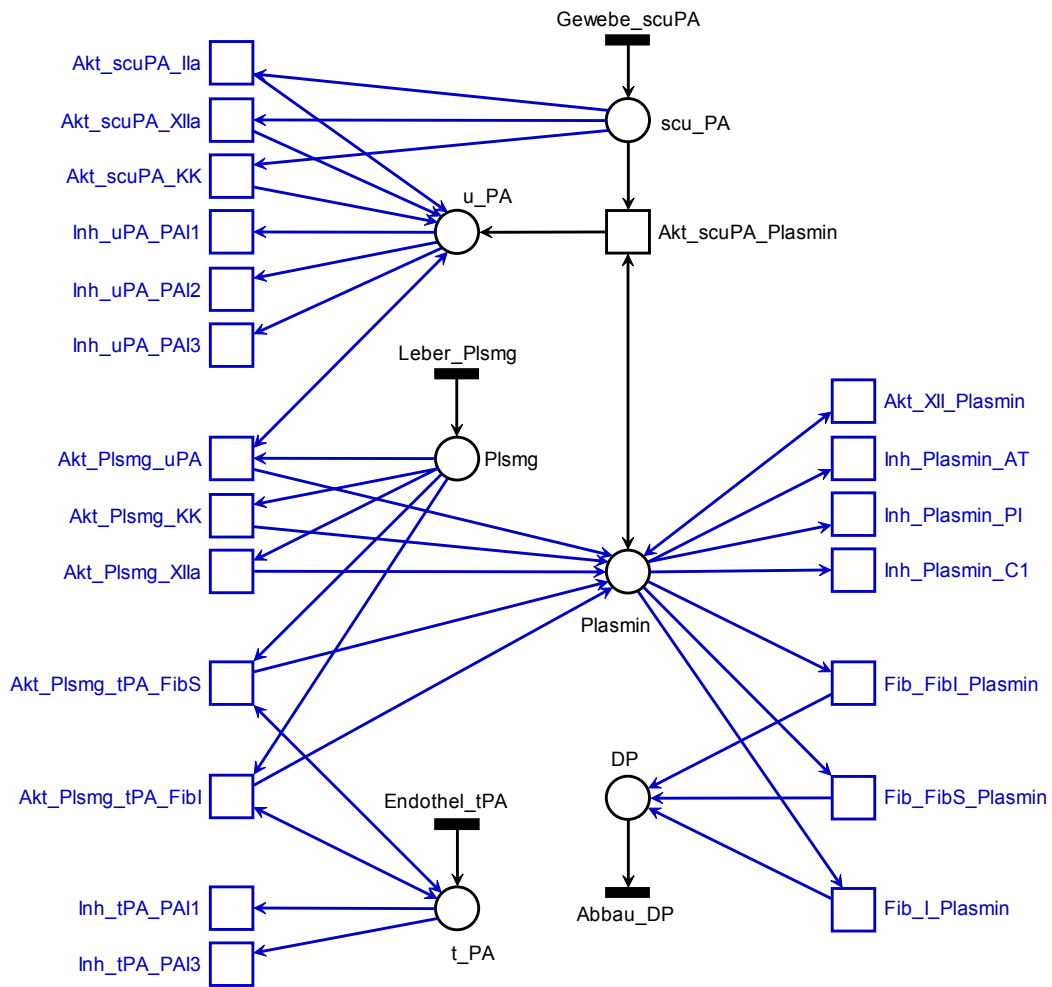 Gewebe_scuPA
Akt_scuPA_IIa
Akt_scuPA_XIIa
scu_PA
Akt_scuPA_KK
u_PA
Inh_uPA_PAI1
Akt_scuPA_Plasmin
Inh_uPA_PAI2
Inh_uPA_PAI3
Leber_Plsmg
Akt_XII_Plasmin
Akt_Plsmg_uPA
Plsmg
Inh_Plasmin_AT
Akt_Plsmg_KK
Inh_Plasmin_PI
Akt_Plsmg_XIIa
Inh_Plasmin_C1
Plasmin
Akt_Plsmg_tPA_FibS
Fib_FibI_Plasmin
DP
Akt_Plsmg_tPA_FibI
Endothel_tPA
Fib_FibS_Plasmin
Inh_tPA_PAI1
Abbau_DP
Fib_I_Plasmin
t_PA
Inh_tPA_PAI3